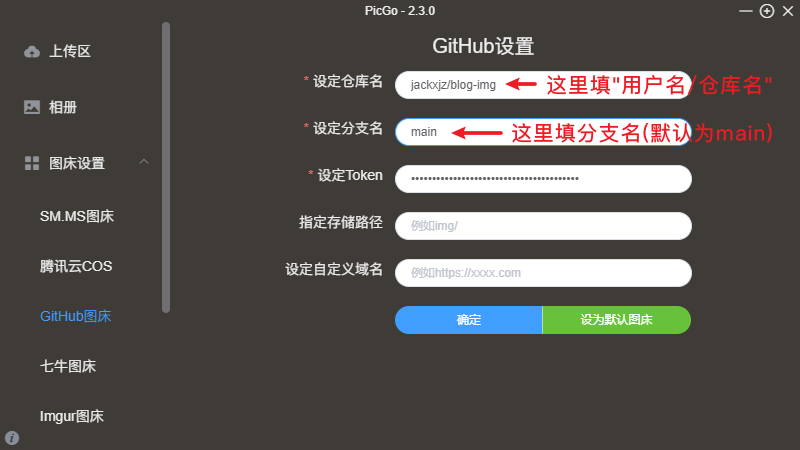 PicGo - 2.3.0
上传区
相册
图床设置
SM.MS图床
腾讯云COS
GitHub图床
七牛图床
Imgur图床
GitHub设置
* 设定仓库名
jackxjz/blog-img
这里填"用户名/仓库名"
* 设定分支名
main
这里填分支名(默认为main)
* 设定Token
••••••••••••••••••••••••••••••••••••••••
指定存储路径
例如img/
设定自定义域名
例如https://xxxx.com
确定
设为默认图床